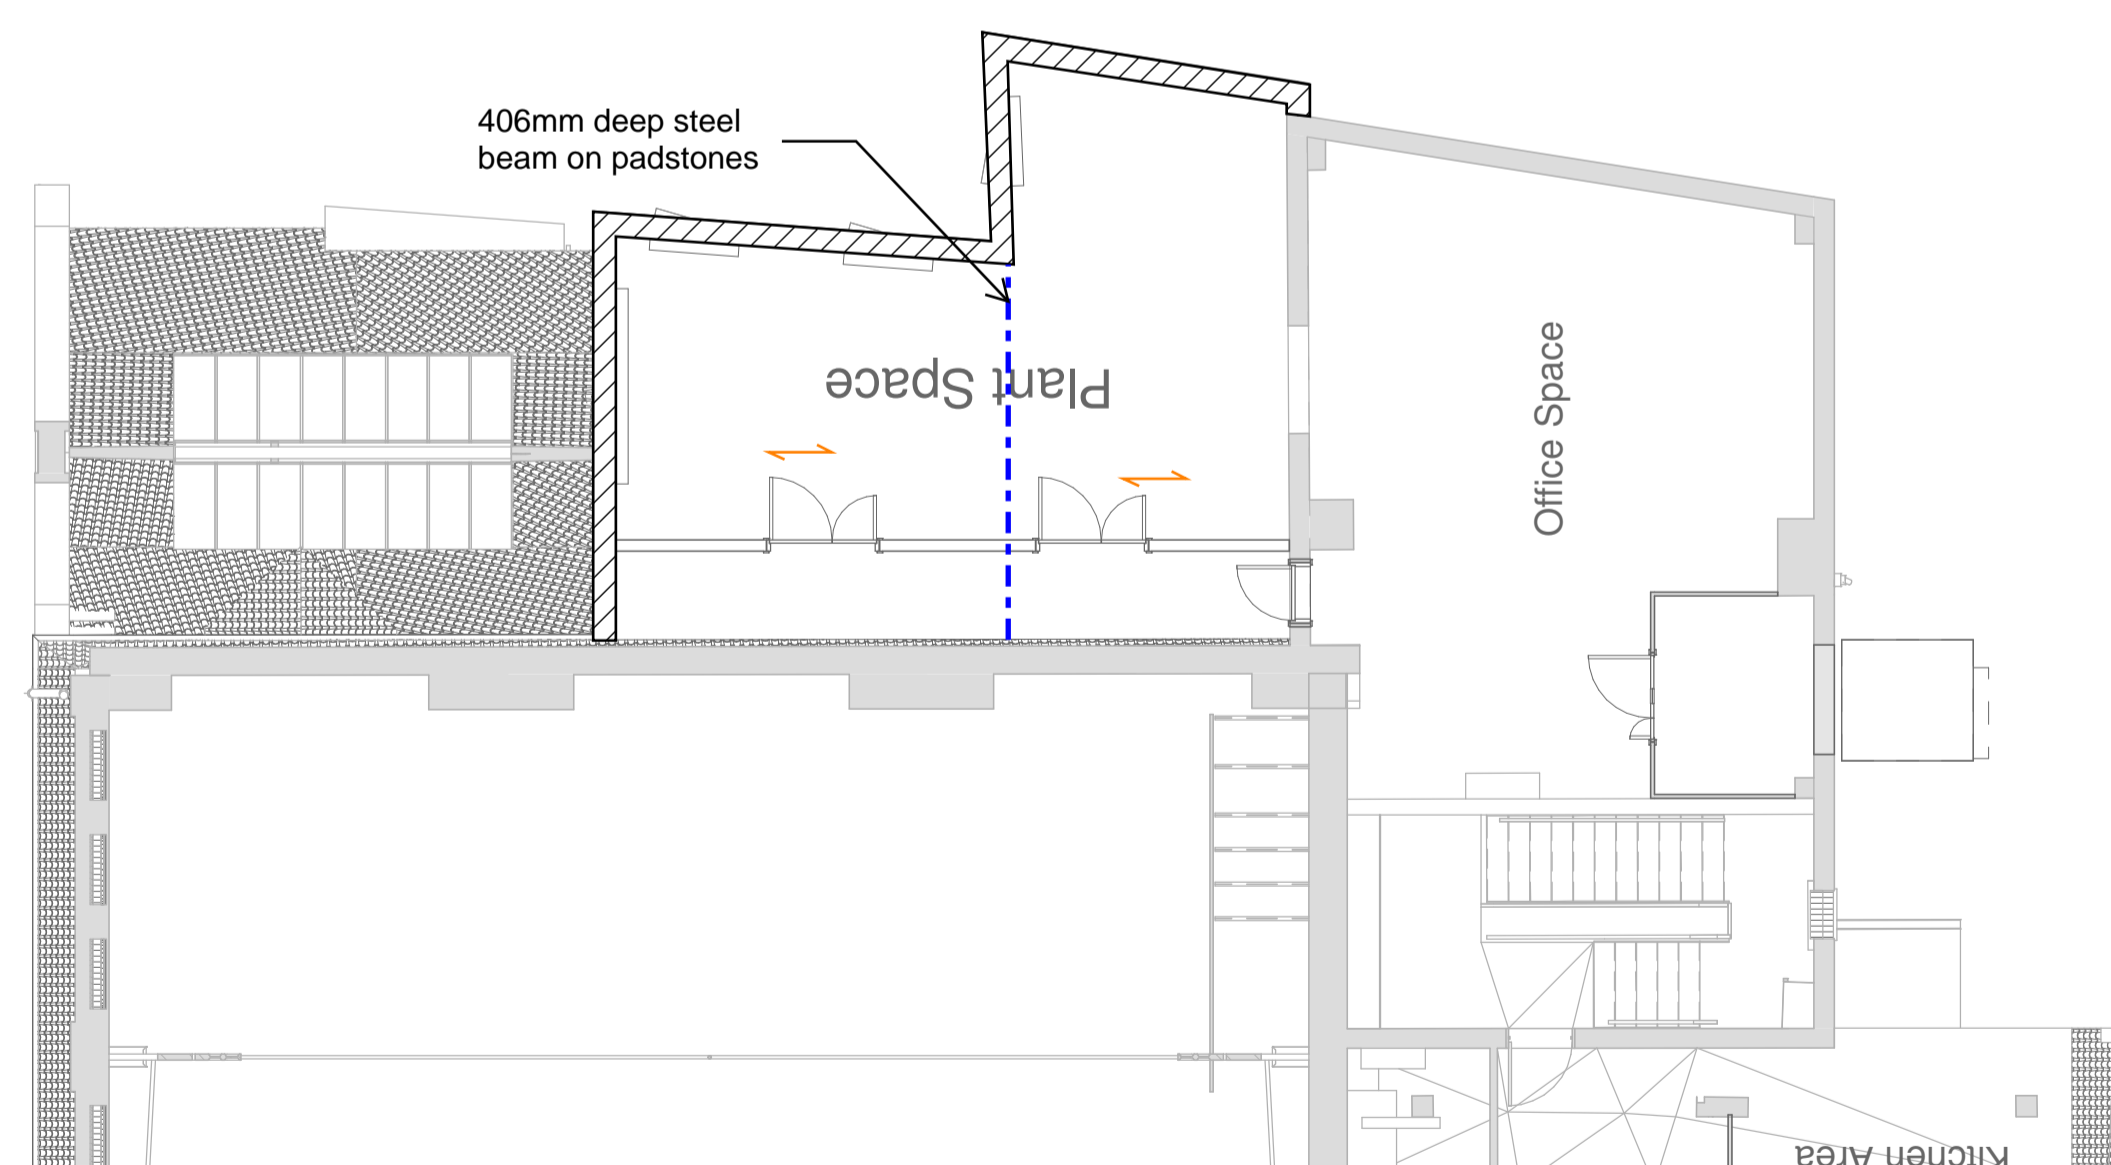 406mm deep steel
beam on padstones
Plant Space
Office Space
Kitchen Area